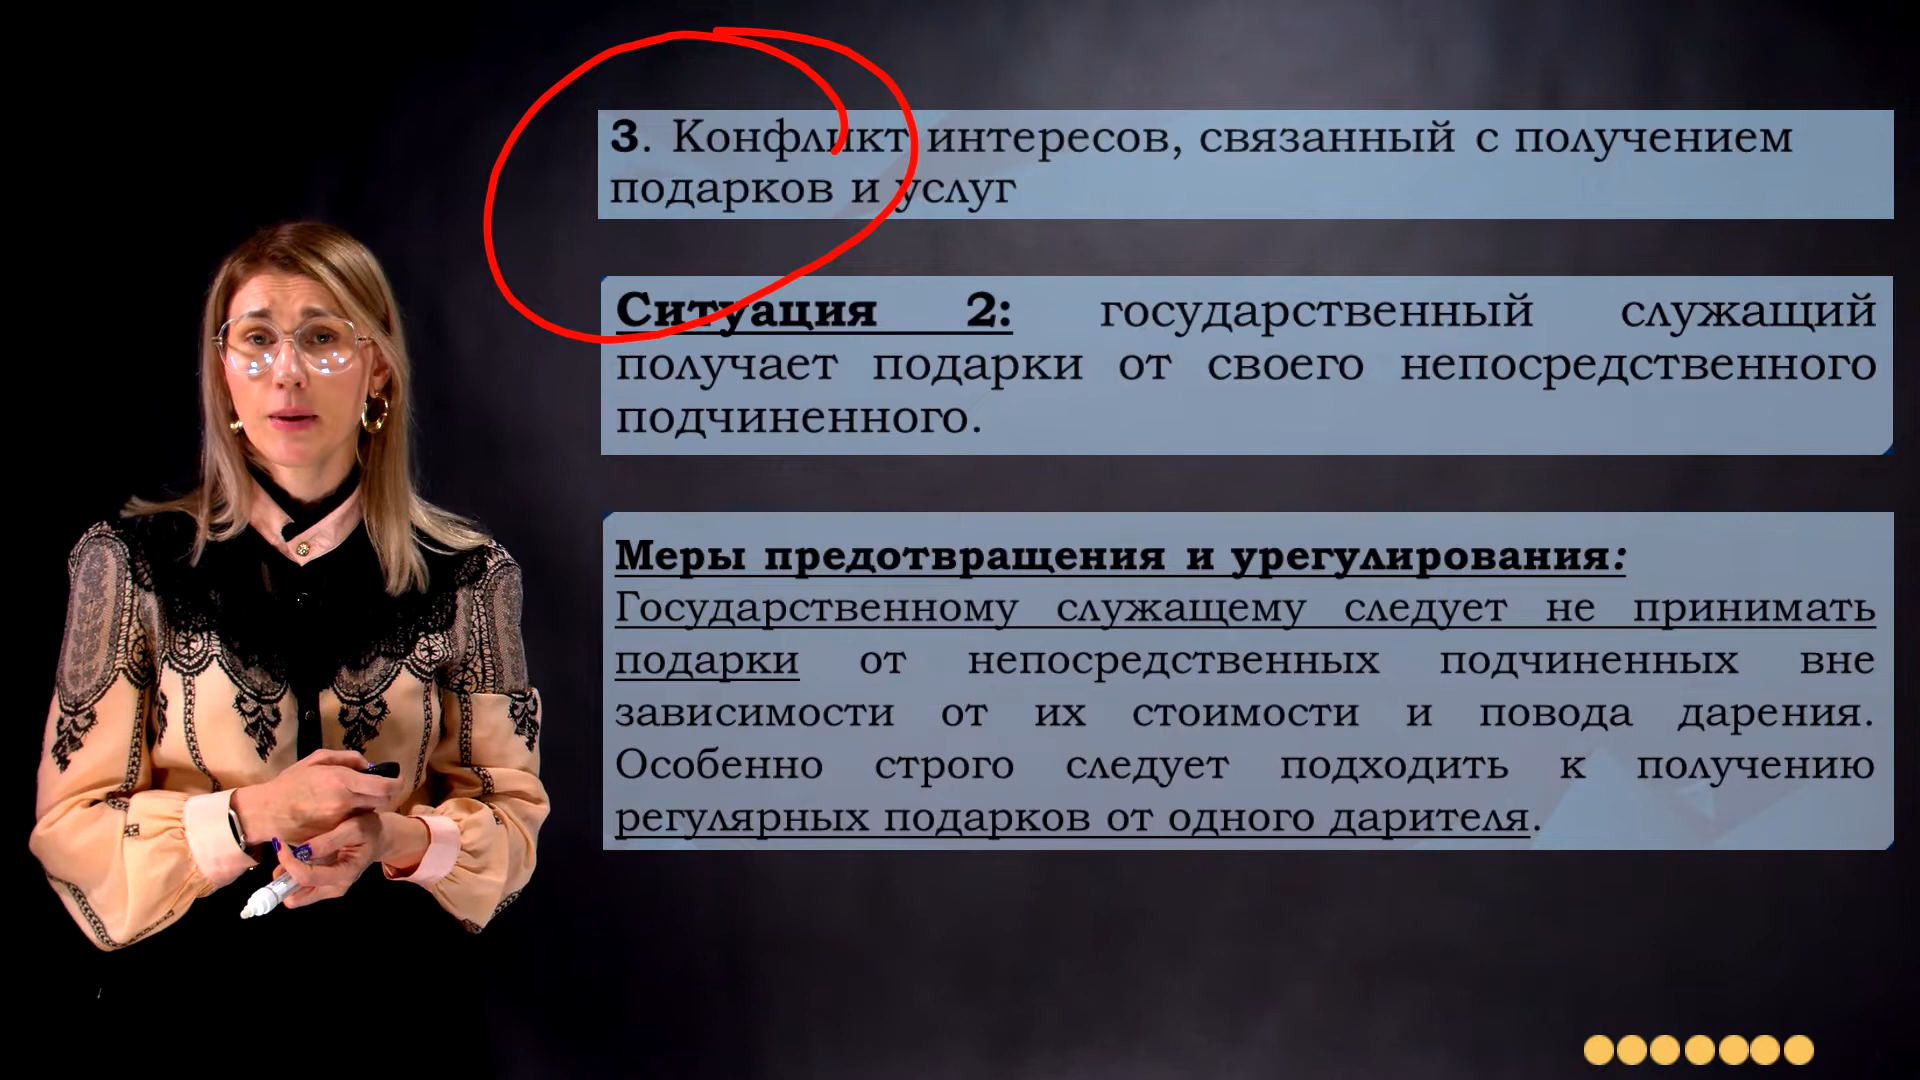 3. Конфликт интересов, связанный с получением
подарков и услуг
Ситуация 2: государственный служащий
получает подарки от своего непосредственного
подчиненного.
Меры предотвращения и урегулирования:
Государственному служащему следует не принимать
подарки от непосредственных подчиненных вне
зависимости от их стоимости и повода дарения.
Особенно строго следует подходить к получению
регулярных подарков от одного дарителя.